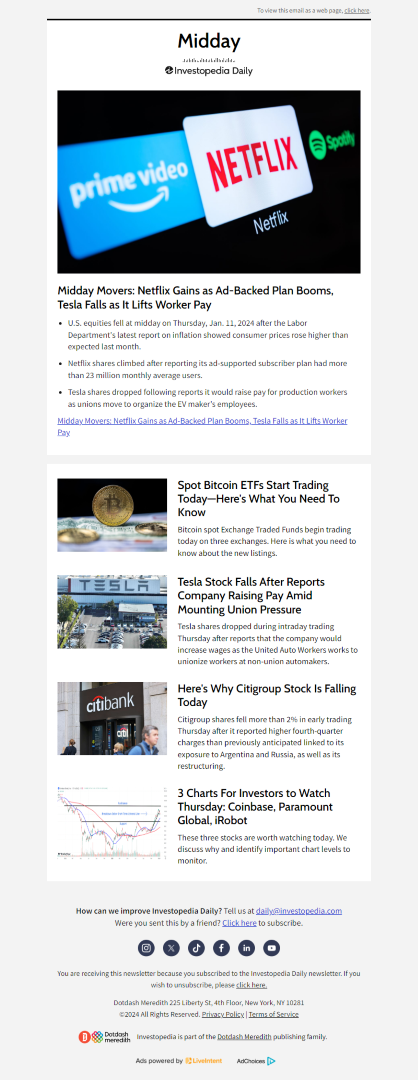 To view this email as a web page, click here.
Midday
Investopedia Daily
prime video
NETFLIX
Spotify
Netflix
Midday Movers: Netflix Gains as Ad-Backed Plan Booms,
Tesla Falls as It Lifts Worker Pay
• U.S. equities fell at midday on Thursday, Jan. 11, 2024 after the Labor
Department's latest report on inflation showed consumer prices rose higher than
expected last month.
• Netflix shares climbed after reporting its ad-supported subscriber plan had more
than 23 million monthly average users.
• Tesla shares dropped following reports it would raise pay for production workers
as unions move to organize the EV maker's employees.
Midday Movers: Netflix Gains as Ad-Backed Plan Booms, Tesla Falls as It Lifts Worker
Pay
Spot Bitcoin ETFs Start Trading
Today—Here's What You Need To
Know
Bitcoin spot Exchange Traded Funds begin trading
today on three exchanges. Here is what you need to
know about the new listings.
TESLA
Tesla Stock Falls After Reports
Company Raising Pay Amid
Mounting Union Pressure
Tesla shares dropped during intraday trading
Thursday after reports that the company would
increase wages as the United Auto Workers works to
unionize workers at non-union automakers.
citibank
citi
Here's Why Citigroup Stock Is Falling
Today
Citigroup shares fell more than 2% in early trading
Thursday after it reported higher fourth-quarter
charges than previously anticipated linked to its
exposure to Argentina and Russia, as well as its
restructuring.
3 Charts For Investors to Watch
Thursday: Coinbase, Paramount
Global, iRobot
These three stocks are worth watching today. We
discuss why and identify important chart levels to
monitor.
How can we improve Investopedia Daily? Tell us at daily@investopedia.com
Were you sent this by a friend? Click here to subscribe.
You are receiving this newsletter because you subscribed to the Investopedia Daily newsletter. If you
wish to unsubscribe, please click here.
Dotdash Meredith 225 Liberty St, 4th Floor, New York, NY 10281
©2024 All Rights Reserved. Privacy Policy | Terms of Service
Dotdash
meredith
Investopedia is part of the Dotdash Meredith publishing family.
Ads powered by LiveIntent
AdChoices